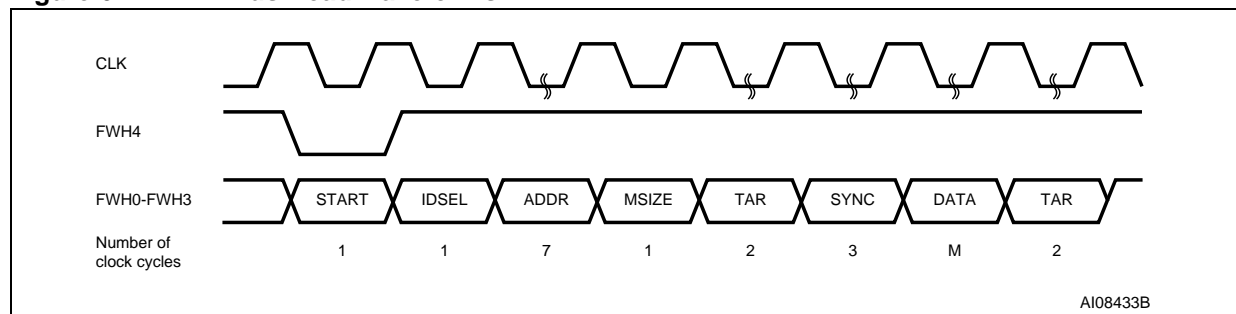 CLK
FWH4
FWH0-FWH3 START IDSEL ADDR MSIZE TAR SYNC DATA TAR
Number of
clock cycles 1 1 7 1 2 3 M 2
AI08433B